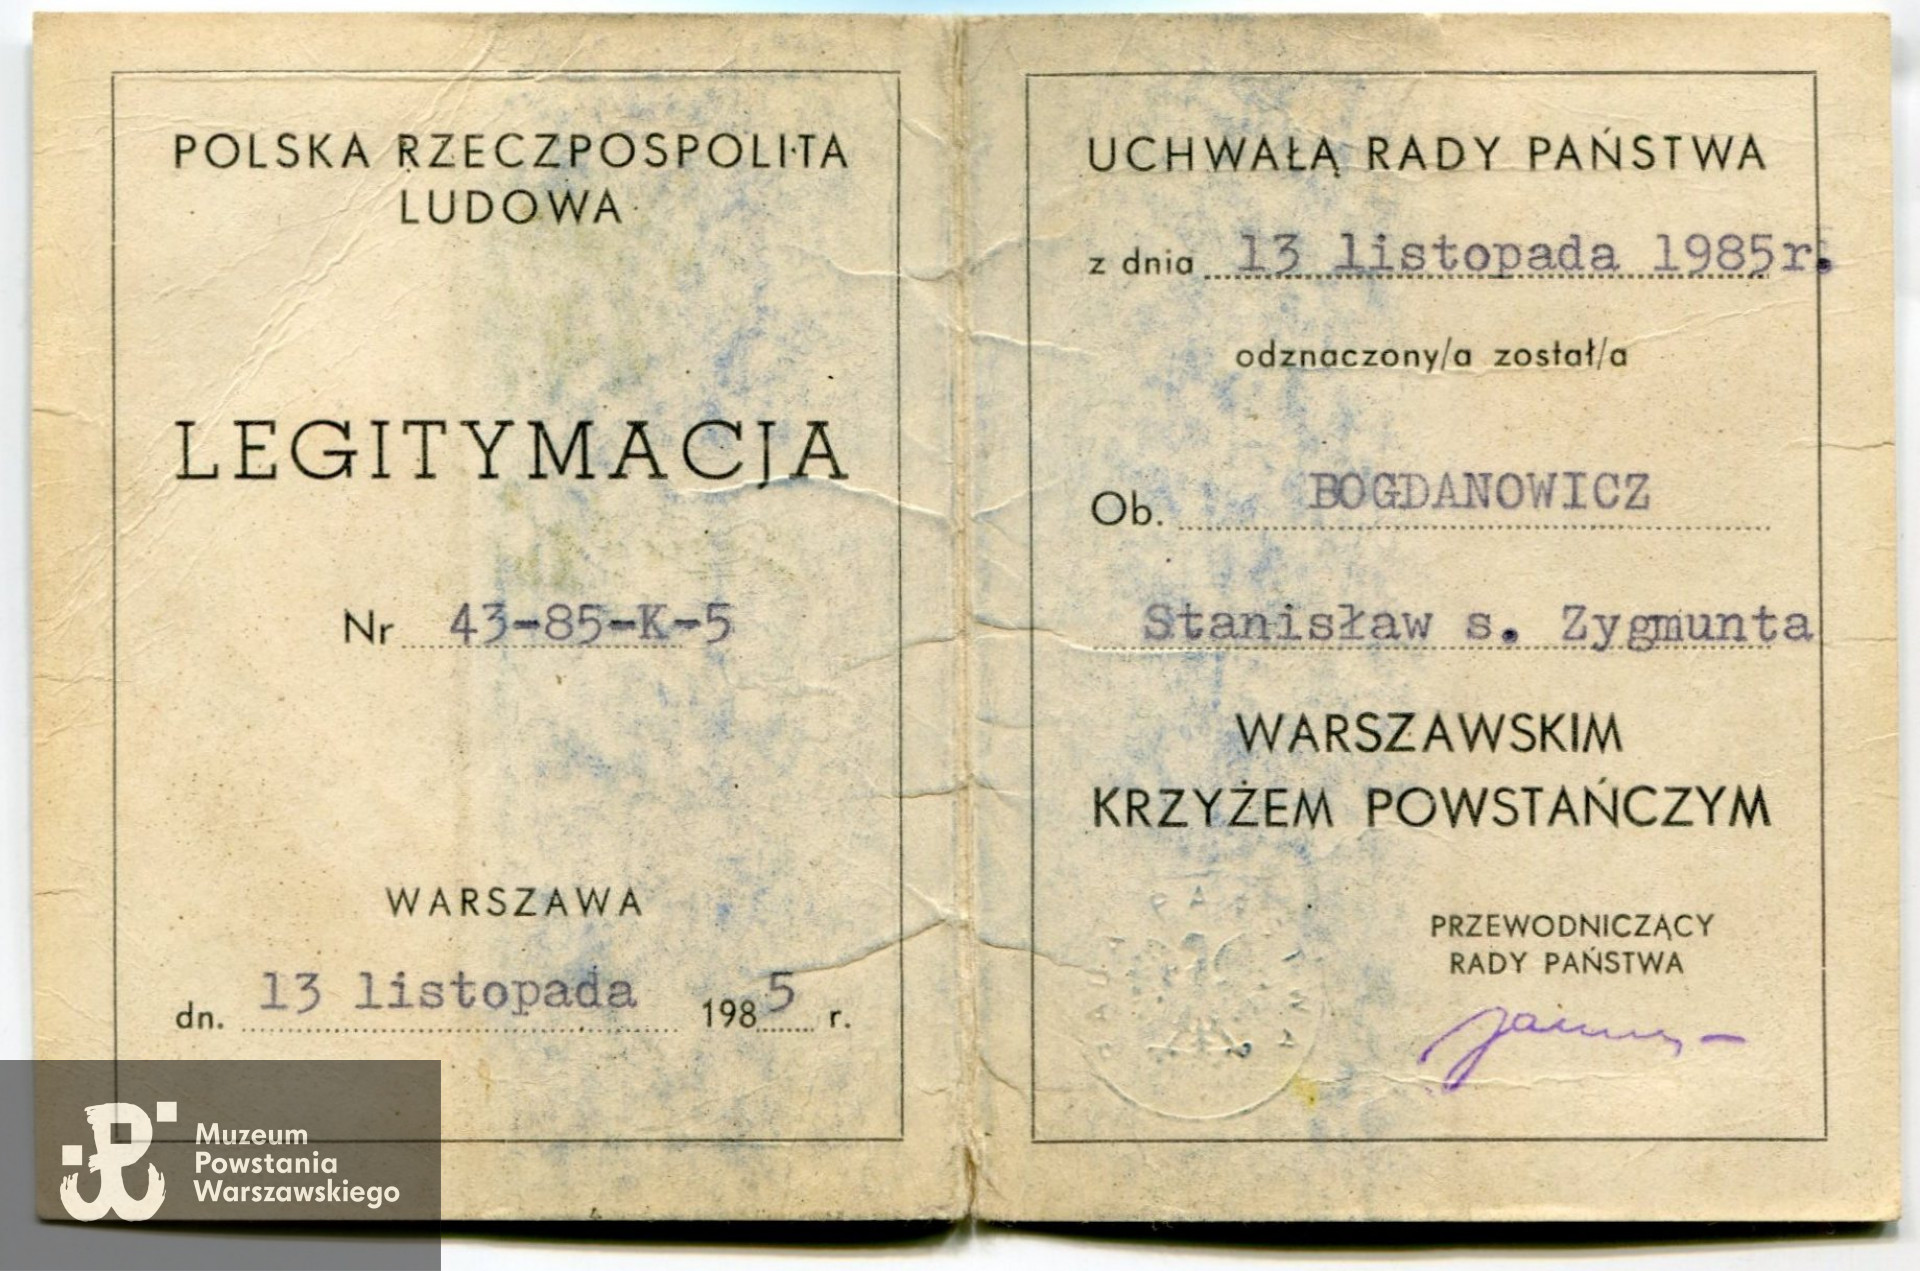 POLSKA RZECZPOSPOLITA
LUDOWA
LEGITYMACJA
Nr 43-85-K-5
WARSZAWA
dn. 13 listopada 1985 r.
UCHWAŁĄ RADY PAŃSTWA
z dnia 13 listopada 1985r.
odznaczony/a został/a
Ob. BOGDANOWICZ
Stanisław s. Zygmunta
WARSZAWSKIM
KRZYŻEM POWSTAŃCZYM
PRZEWODNICZĄCY
RADY PAŃSTWA
Muzeum
Powstania
Warszawskiego